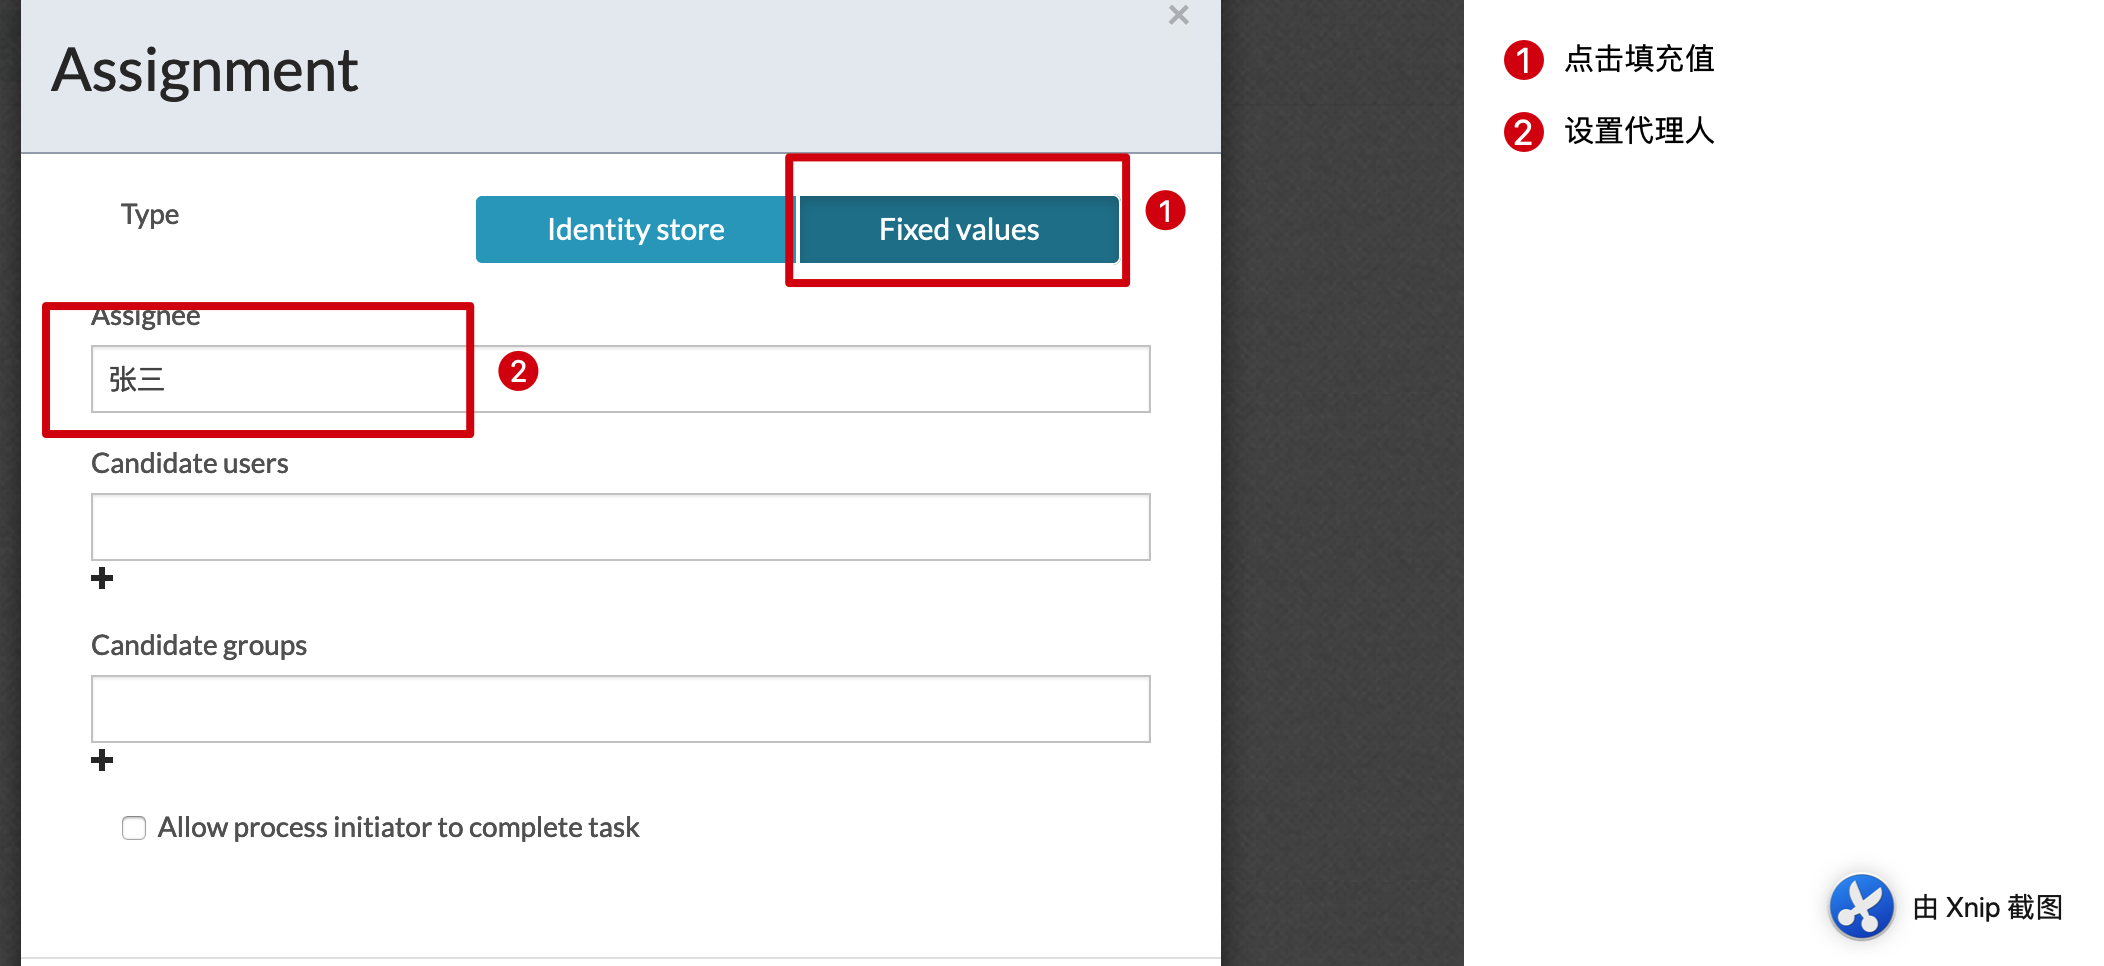 Assignment
×
Type
Identity store
Fixed values
1
Assignee
张三
2
Candidate users
Candidate groups
Allow process initiator to complete task
1 点击填充值
2 设置代理人
由 Xnip 截图